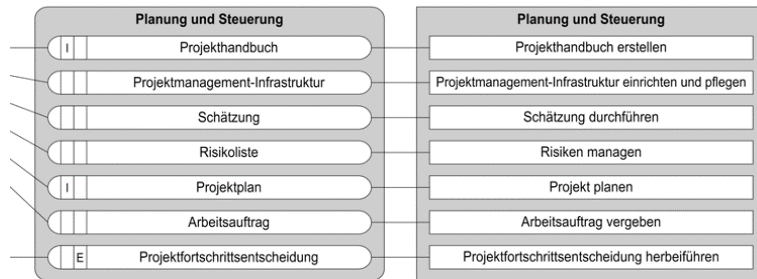 Planung und Steuerung
Planung und Steuerung
I Projekthandbuch
Projekthandbuch erstellen
Projektmanagement-Infrastruktur
Projektmanagement-Infrastruktur einrichten und pflegen
Schätzung
Schätzung durchführen
Risikoliste
Risiken managen
I Projektplan
Projekt planen
Arbeitsauftrag
Arbeitsauftrag vergeben
E Projektfortschrittsentscheidung
Projektfortschrittsentscheidung herbeiführen